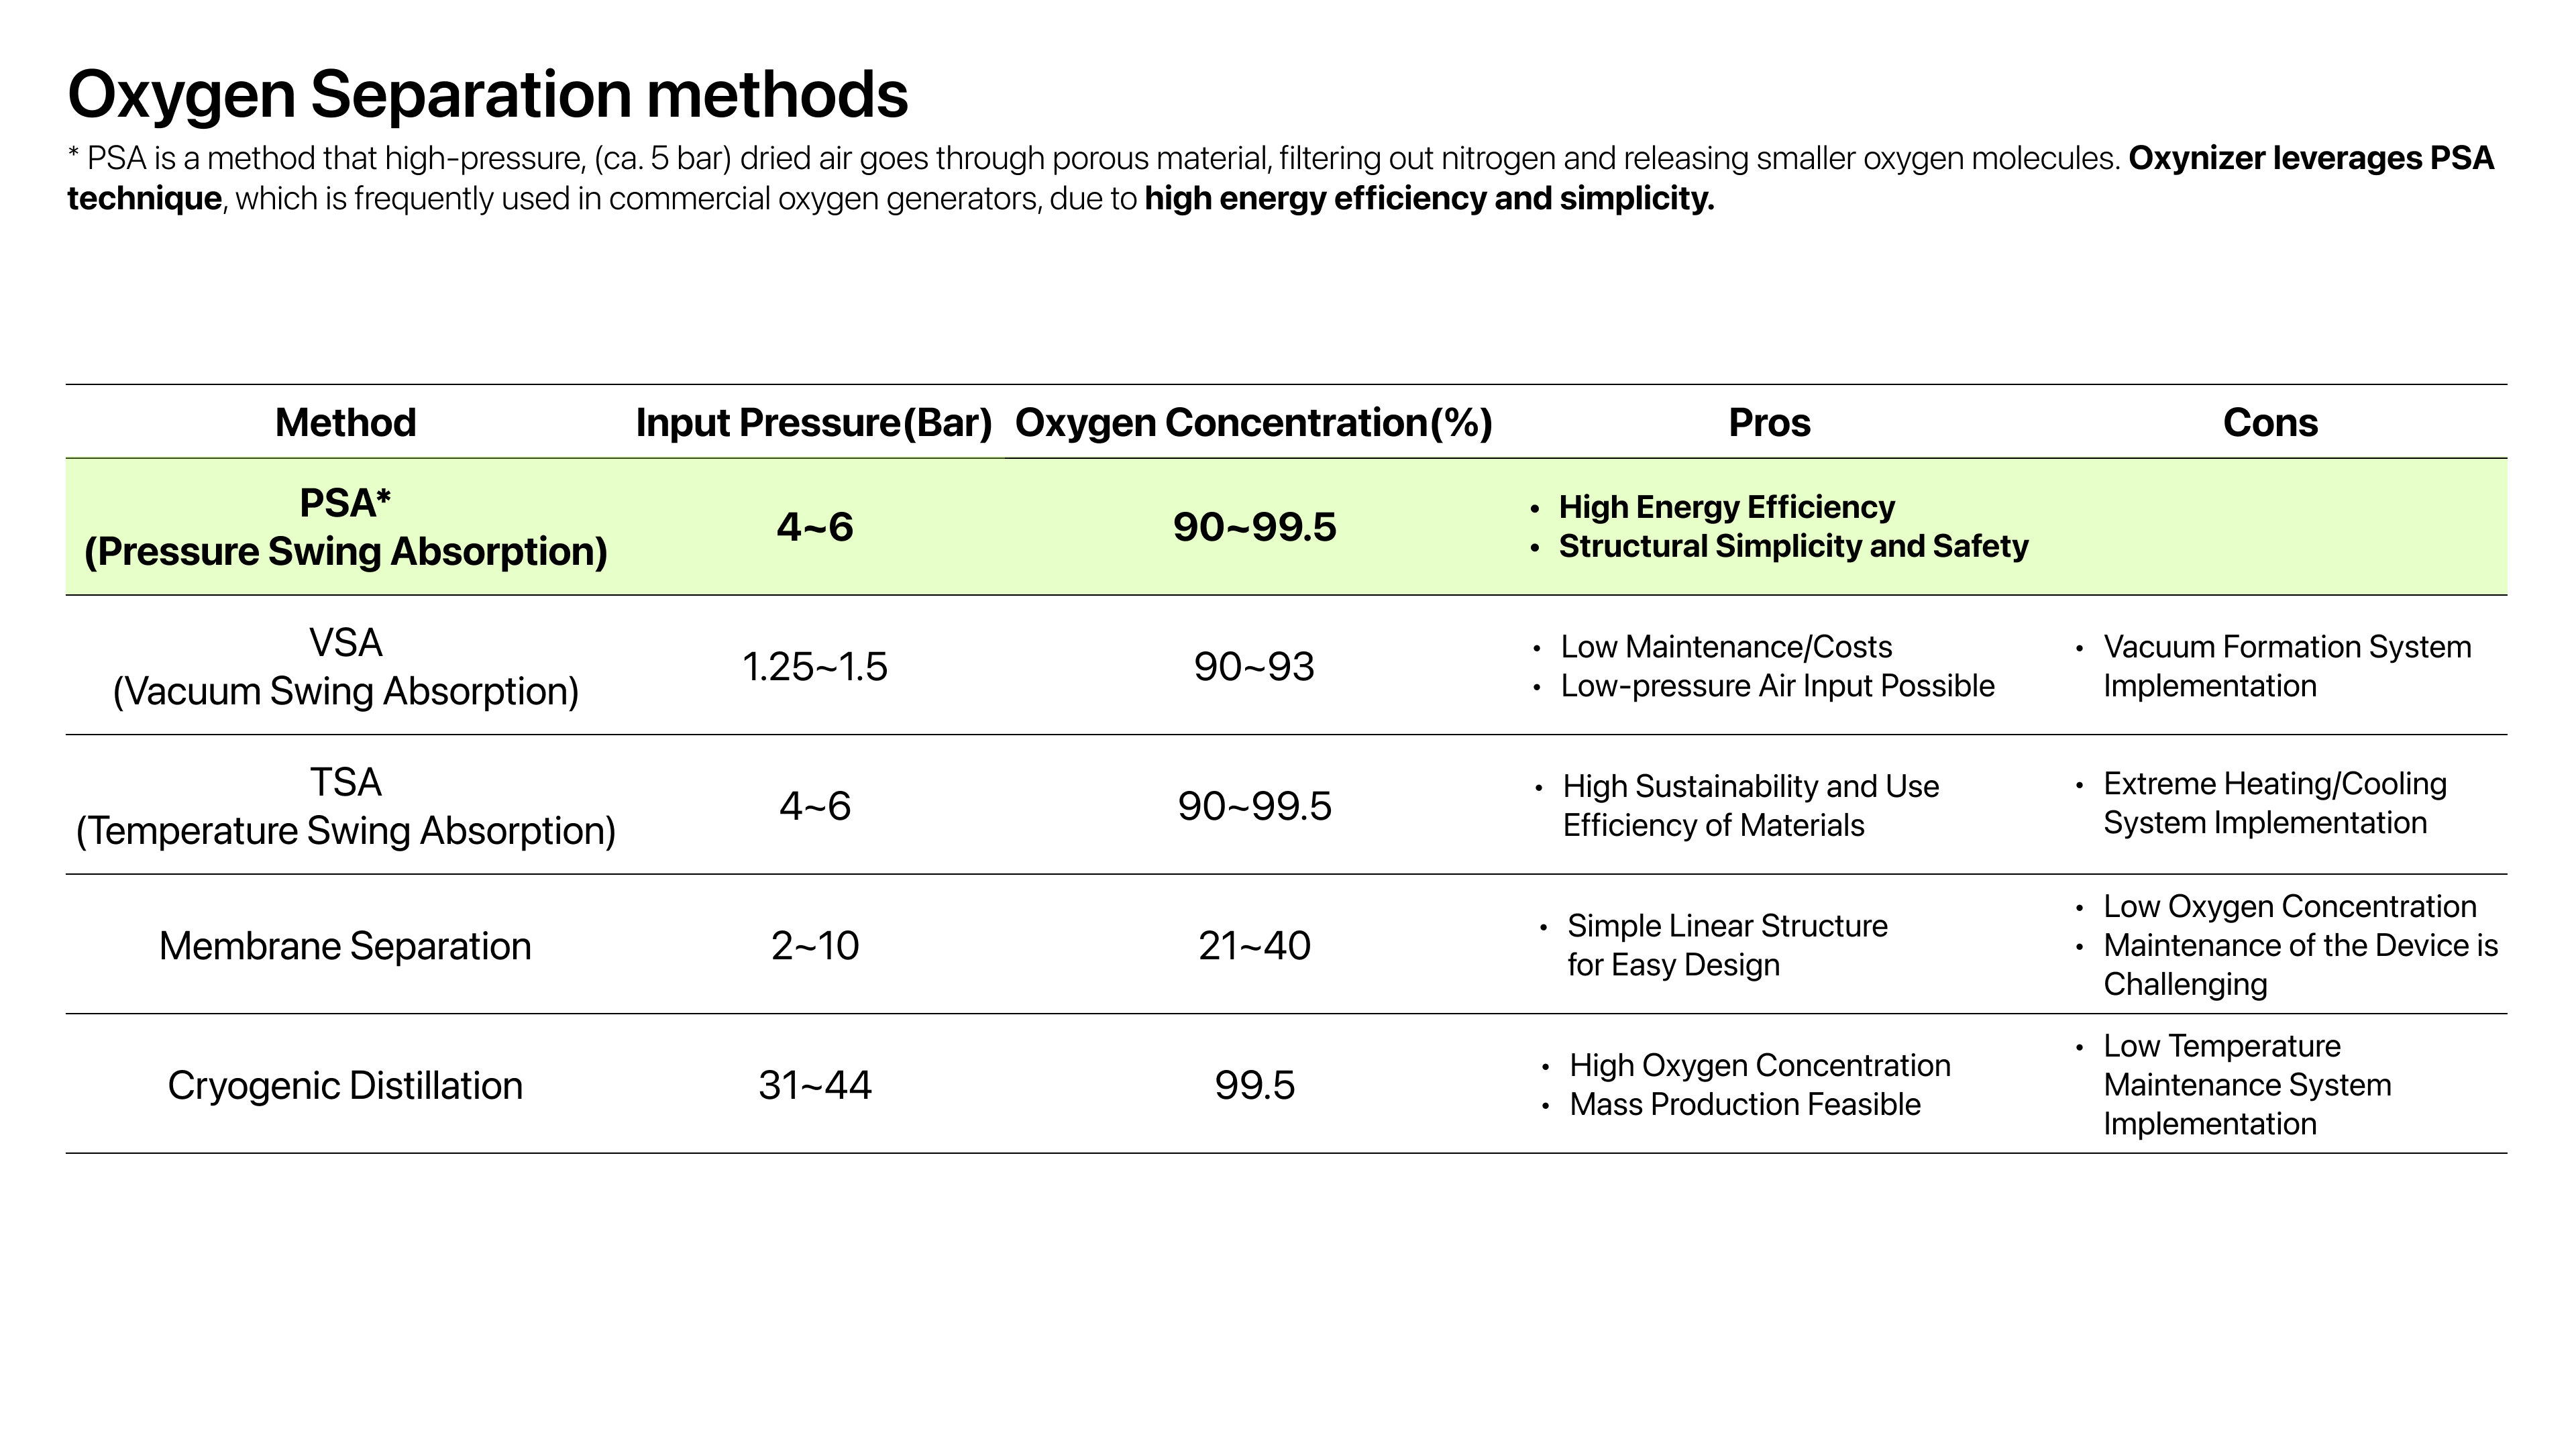 Oxygen Separation methods
* PSA is a method that high-pressure, (ca. 5 bar) dried air goes through porous material, filtering out nitrogen and releasing smaller oxygen molecules. Oxynizer leverages PSA
technique, which is frequently used in commercial oxygen generators, due to high energy efficiency and simplicity.
Method Input Pressure(Bar) Oxygen Concentration(%) Pros Cons
PSA*
(Pressure Swing Absorption)
4~6
90~99.5
• High Energy Efficiency
• Structural Simplicity and Safety
VSA
(Vacuum Swing Absorption)
1.25~1.5
90~93
• Low Maintenance/Costs
• Low-pressure Air Input Possible
• Vacuum Formation System
Implementation
TSA
(Temperature Swing Absorption)
4~6
90~99.5
• High Sustainability and Use
Efficiency of Materials
• Extreme Heating/Cooling
System Implementation
Membrane Separation
2~10
21~40
• Simple Linear Structure
for Easy Design
• Low Oxygen Concentration
• Maintenance of the Device is
Challenging
Cryogenic Distillation
31~44
99.5
• High Oxygen Concentration
• Mass Production Feasible
• Low Temperature
Maintenance System
Implementation